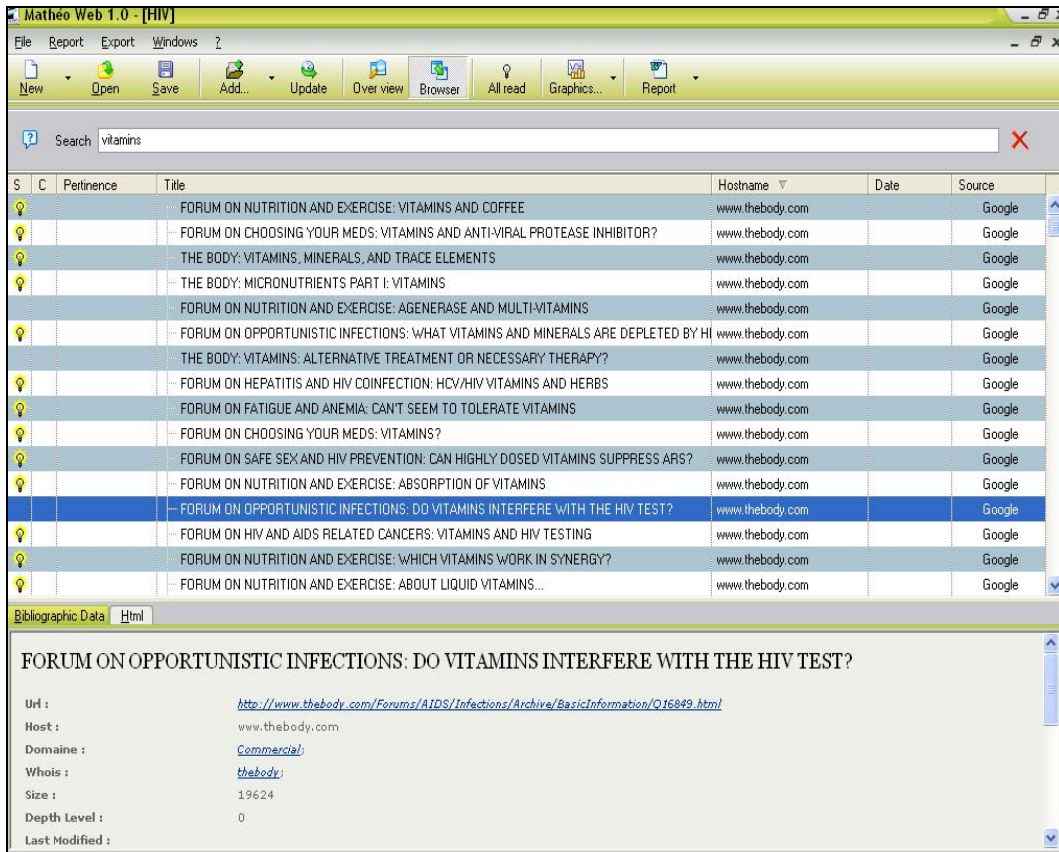 Mathéo Web 1.0 - [HIV]
File Report Export Windows ?
New Open Save Add... Update Over view Browser All read Graphics... Report
Search vitamins
S C Pertinence Title Hostname Date Source
FORUM ON NUTRITION AND EXERCISE: VITAMINS AND COFFEE www.thebody.com Google
FORUM ON CHOOSING YOUR MEDS: VITAMINS AND ANTI-VIRAL PROTEASE INHIBITOR? www.thebody.com Google
THE BODY: VITAMINS, MINERALS, AND TRACE ELEMENTS www.thebody.com Google
THE BODY: MICRONUTRIENTS PART I: VITAMINS www.thebody.com Google
FORUM ON NUTRITION AND EXERCISE: AGENERASE AND MULTI-VITAMINS www.thebody.com Google
FORUM ON OPPORTUNISTIC INFECTIONS: WHAT VITAMINS AND MINERALS ARE DEPLETED BY HI www.thebody.com Google
THE BODY: VITAMINS: ALTERNATIVE TREATMENT OR NECESSARY THERAPY? www.thebody.com Google
FORUM ON HEPATITIS AND HIV COINFECTION: HCV/HIV VITAMINS AND HERBS www.thebody.com Google
FORUM ON FATIGUE AND ANEMIA: CAN'T SEEM TO TOLERATE VITAMINS www.thebody.com Google
FORUM ON CHOOSING YOUR MEDS: VITAMINS? www.thebody.com Google
FORUM ON SAFE SEX AND HIV PREVENTION: CAN HIGHLY DOSED VITAMINS SUPPRESS ARS? www.thebody.com Google
FORUM ON NUTRITION AND EXERCISE: ABSORPTION OF VITAMINS www.thebody.com Google
FORUM ON OPPORTUNISTIC INFECTIONS: DO VITAMINS INTERFERE WITH THE HIV TEST? www.thebody.com Google
FORUM ON HIV AND AIDS RELATED CANCERS: VITAMINS AND HIV TESTING www.thebody.com Google
FORUM ON NUTRITION AND EXERCISE: WHICH VITAMINS WORK IN SYNERGY? www.thebody.com Google
FORUM ON NUTRITION AND EXERCISE: ABOUT LIQUID VITAMINS... www.thebody.com Google
Bibliographic Data Html
FORUM ON OPPORTUNISTIC INFECTIONS: DO VITAMINS INTERFERE WITH THE HIV TEST?
Url : http://www.thebody.com/Forums/AIDS/Infections/Archive/BasicInformation/Q16849.html
Host : www.thebody.com
Domaine : Commercial;
Whois : thebody;
Size : 19624
Depth Level : 0
Last Modified :